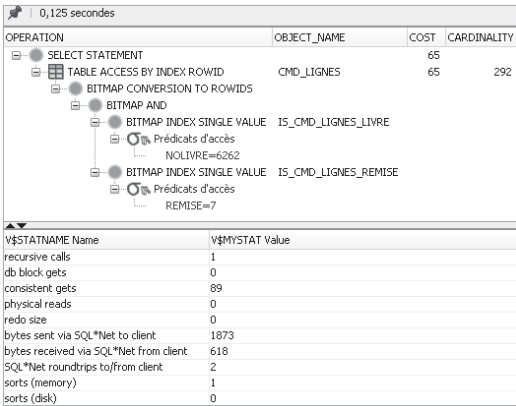 0,125 secondes
OPERATION OBJECT_NAME COST CARDINALITY
SELECT STATEMENT 65
TABLE ACCESS BY INDEX ROWID CMD_LIGNES 65 292
BITMAP CONVERSION TO ROWIDS
BITMAP AND
BITMAP INDEX SINGLE VALUE IS_CMD_LIGNES_LIVRE
Prédicats d'accès
NOLIVRE=6262
BITMAP INDEX SINGLE VALUE IS_CMD_LIGNES_REMISE
Prédicats d'accès
REMISE=7
V$STATNAME Name V$MYSTAT Value
recursive calls 1
db block gets 0
consistent gets 89
physical reads 0
redo size 0
bytes sent via SQL*Net to client 1873
bytes received via SQL*Net from client 618
SQL*Net roundtrips to/from client 2
sorts (memory) 1
sorts (disk) 0